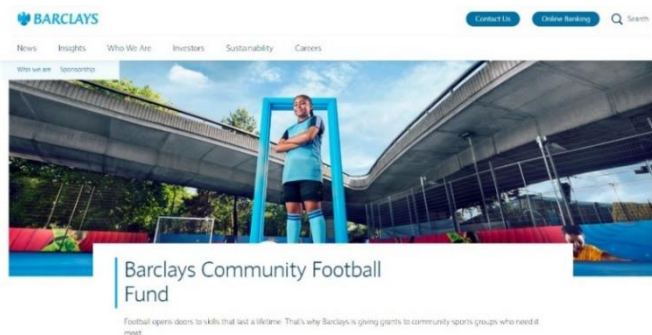 BARCLAYS
Contact Us
Online Banking
Search
News Insights Who We Are Investors Sustainability Careers
Who we are Sponsorship
Barclays Community Football
Fund
Football opens doors to skills that last a lifetime. That's why Barclays is giving grants to community sports groups who need it
most